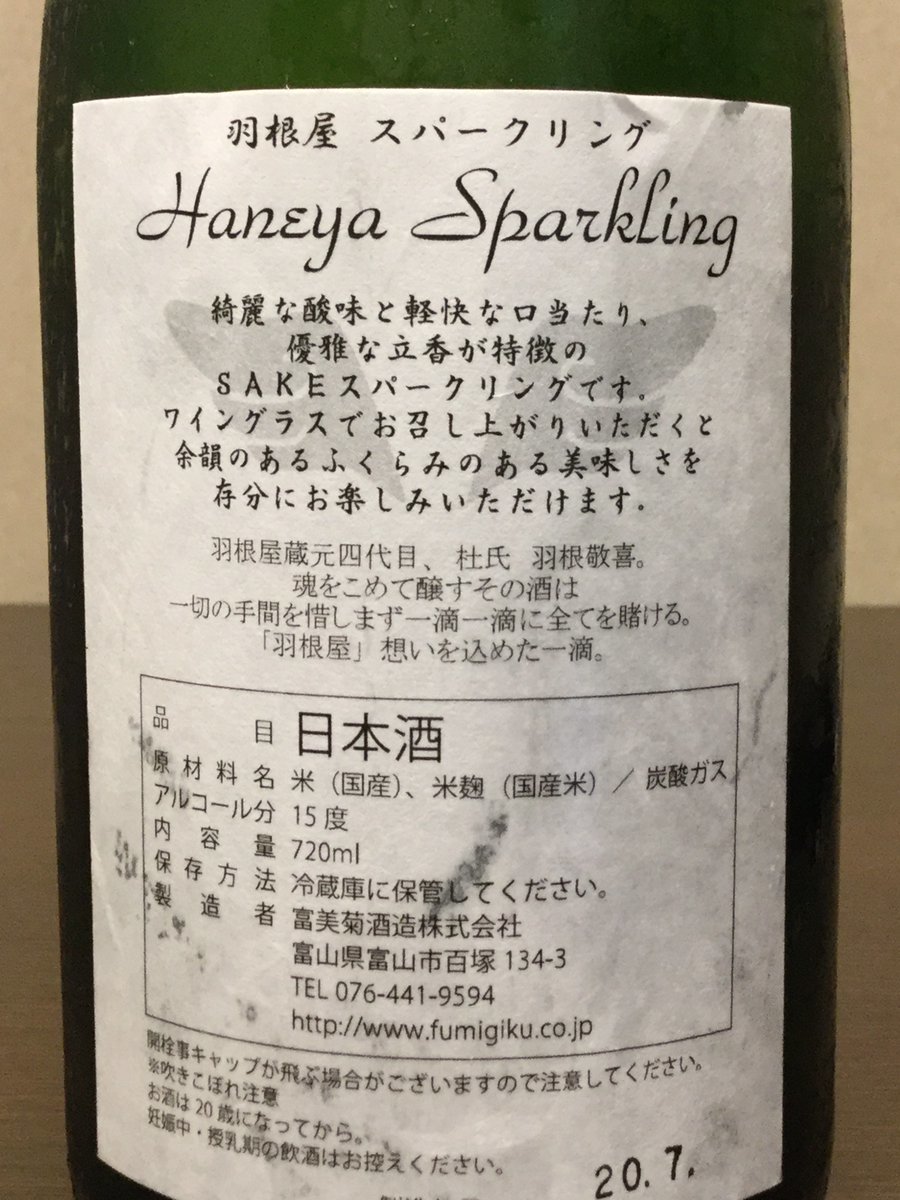 羽根屋 スパークリング
Haneya Sparkling
綺麗な酸味と軽快な口当たり、
優雅な立香が特徴の
SAKEスパークリングです。
ワイングラスでお召し上がりいただくと
余韻のあるふくらみのある美味しさを
存分にお楽しみいただけます。
羽根屋蔵元四代目、杜氏 羽根敬喜。
魂をこめて醸すその酒は
一切の手間を惜しまず一滴一滴に全てを賭ける。
「羽根屋」想いを込めた一滴。
品目 日本酒
原材料名 米（国産）、米麹（国産米）／炭酸ガス
アルコール分 15度
内容量 720ml
保存方法 冷蔵庫に保管してください。
製造者 富美菊酒造株式会社
富山県富山市百塚 134-3
TEL 076-441-9594
http://www.fumigiku.co.jp
開栓事キャップが飛ぶ場合がございますので注意してください。
※吹きこぼれ注意
お酒は20歳になってから。
妊娠中・授乳期の飲酒はお控えください。
20.7.